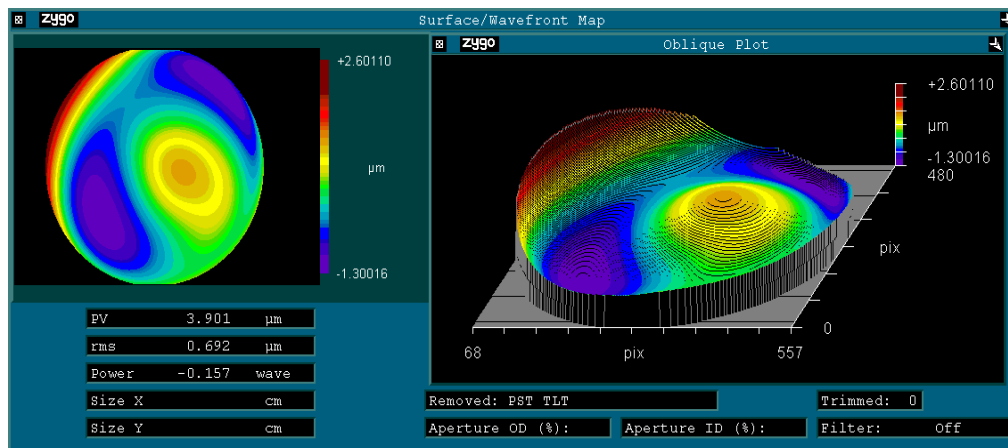 zygo Surface/Wavefront Map
+2.60110
µm
-1.30016
zygo Oblique Plot
+2.60110
µm
-1.30016
480
pix
0
68 pix 557
PV 3.901 µm
rms 0.692 µm
Power -0.157 wave
Size X cm
Size Y cm
Removed: PST TLT
Trimmed: 0
Aperture OD (%):
Aperture ID (%):
Filter: Off